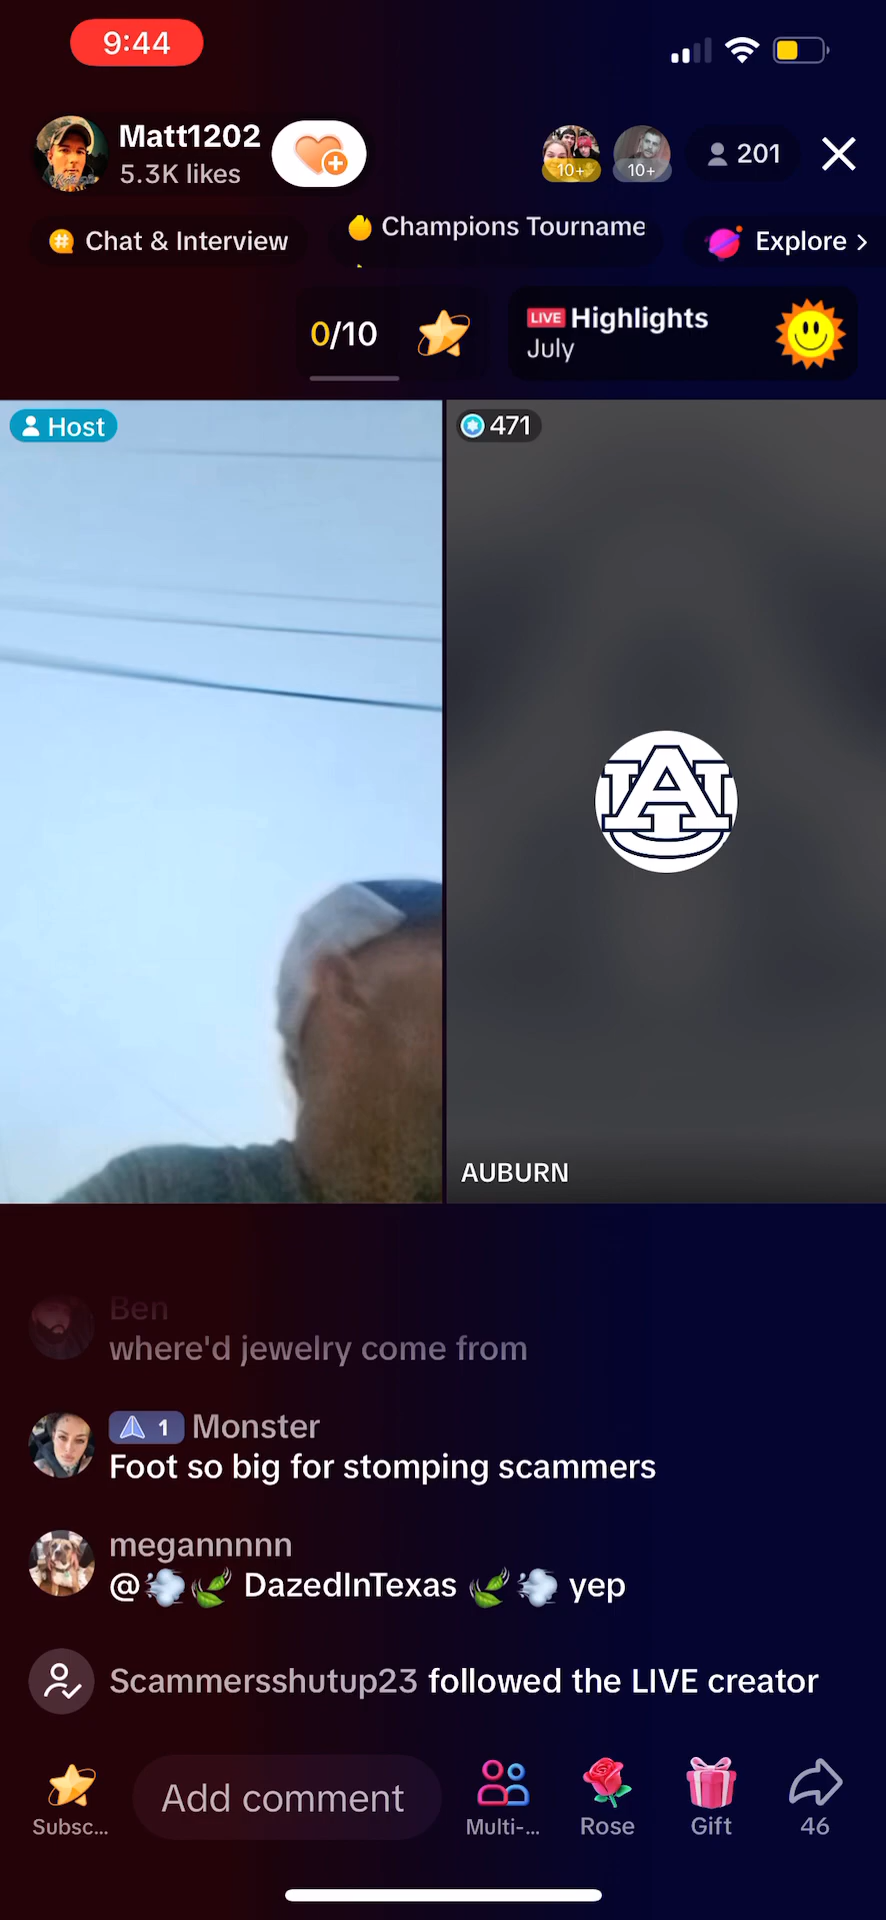 9:44
Matt1202
5.3K likes
10+
10+
201
Chat & Interview
Champions Tourname
Explore >
0/10
LIVE Highlights
July
Host
471
AU
AUBURN
Ben
where'd jewelry come from
1 Monster
Foot so big for stomping scammers
megannnnn
@💨🌿 DazedInTexas 🌿💨 yep
Scammersshutup23 followed the LIVE creator
Subsc...
Add comment
Multi-...
Rose
Gift
46